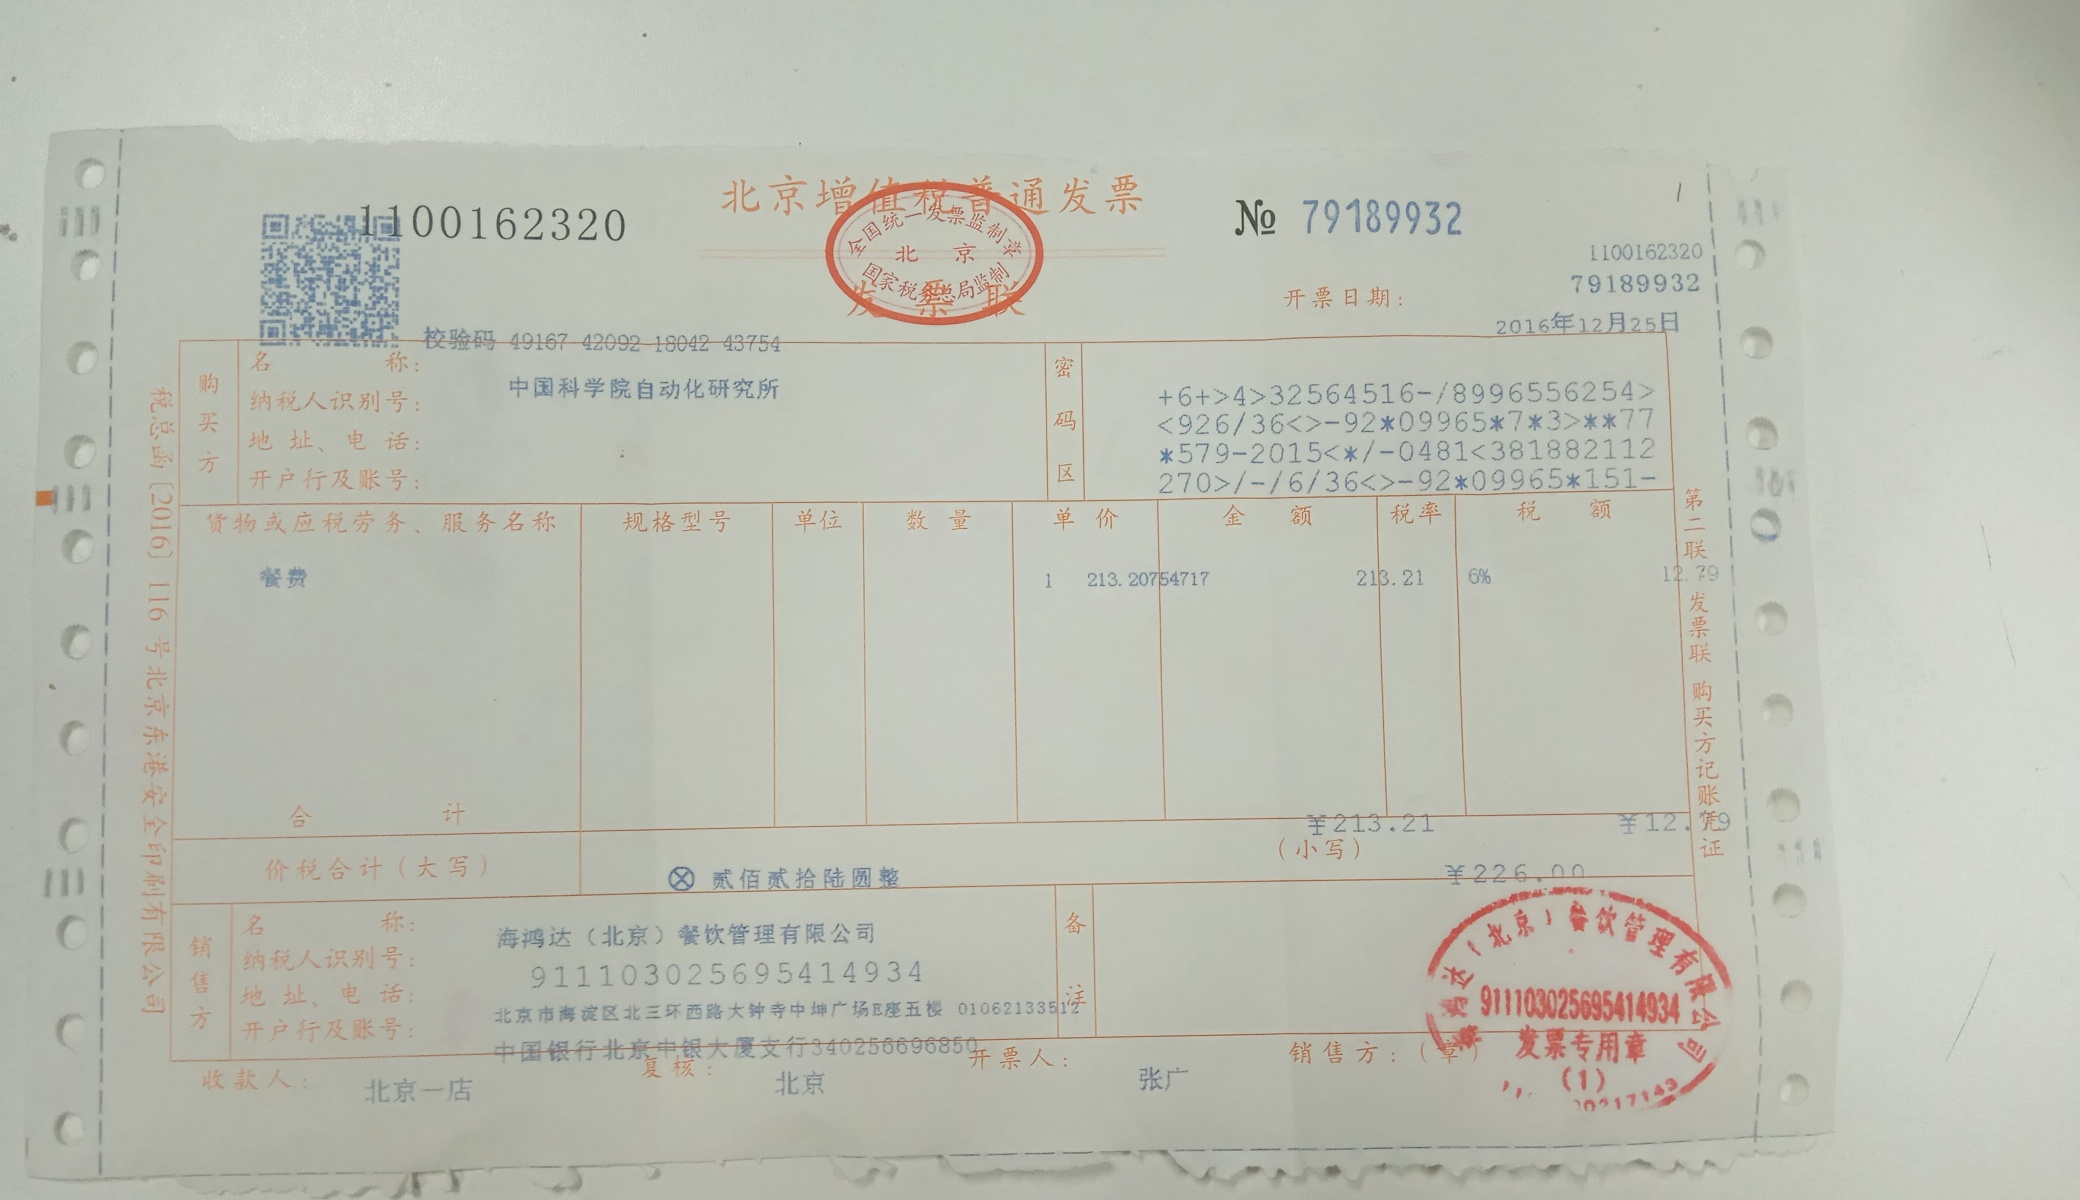 北京增值税普通发票
发票联
全国统一发票监制章
北京
国家税务总局监制
1100162320
№ 79189932
1100162320
79189932
开票日期:
2016年12月25日
校验码 49167 42092 18042 43754
购买方
名称:
中国科学院自动化研究所
纳税人识别号:
地址、电话:
开户行及账号:
密码区
+6+>4>32564516-/8996556254>
<926/36<>-92*09965*7*3>**77
*579-2015<*/-0481<381882112
270>/-/6/36<>-92*09965*151-
货物或应税劳务、服务名称 规格型号 单位 数量 单价 金额 税率 税额
餐费 1 213.20754717 213.21 6% 12.79
合计 ¥213.21 ¥12.79
价税合计(大写) ⊗ 贰佰贰拾陆圆整 (小写) ¥226.00
销售方
名称: 海鸿达(北京)餐饮管理有限公司
纳税人识别号: 911103025695414934
地址、电话: 北京市海淀区北三环西路大钟寺中坤广场E座五楼 01062133512
开户行及账号: 中国银行北京中银大厦支行340256696850
备注
收款人: 北京一店 复核: 北京 开票人: 张广 销售方:(章)
海鸿达(北京)餐饮管理有限公司
911103025695414934
发票专用章
(1)
税总函[2016]116号北京东港安全印刷有限公司
第二联 发票联 购买方记账凭证